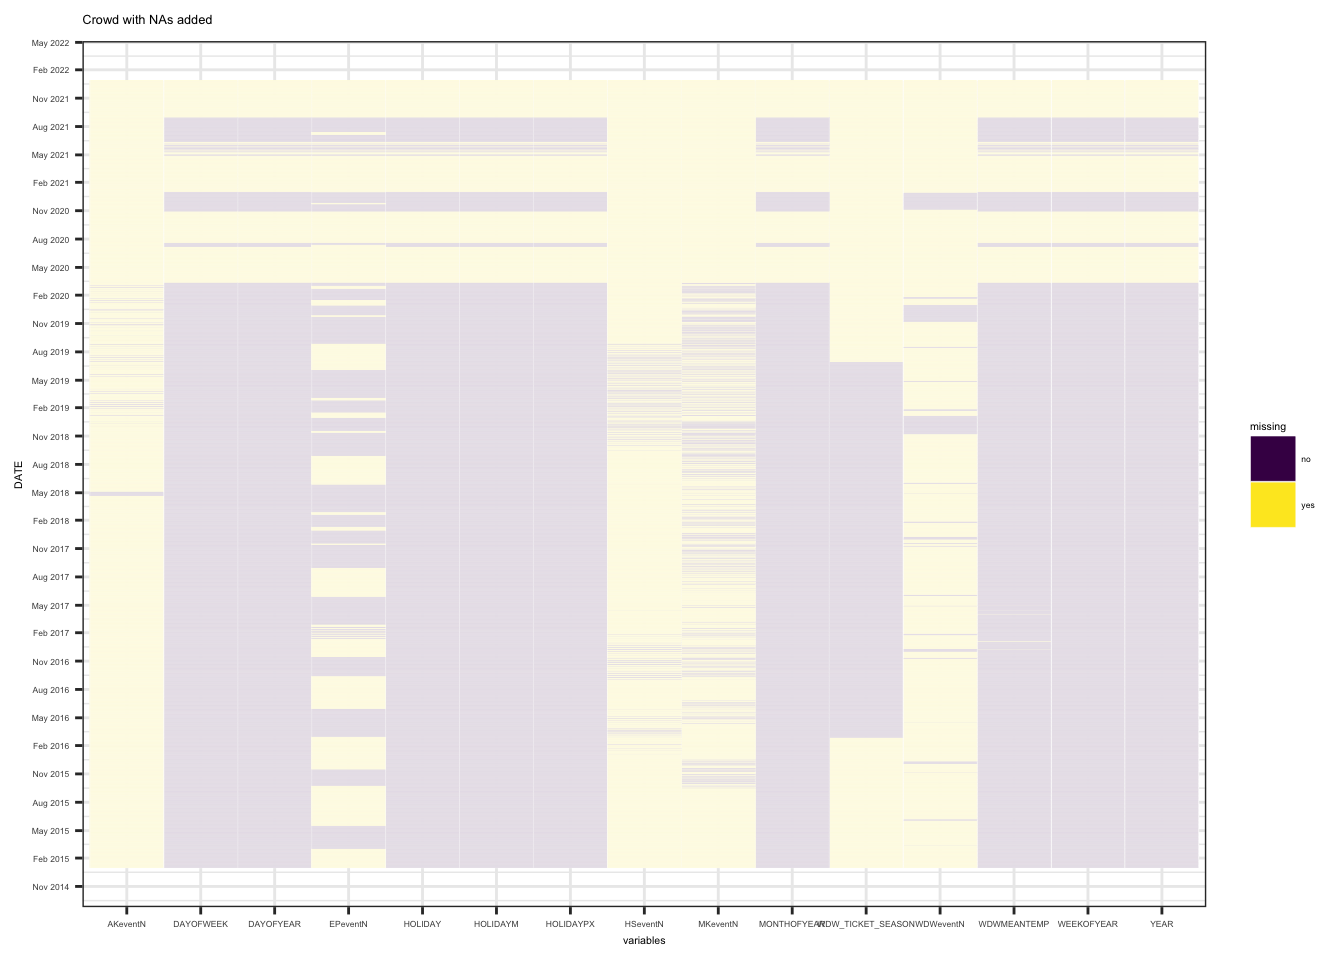 Crowd with NAs added
May 2022
Feb 2022
Nov 2021
Aug 2021
May 2021
Feb 2021
Nov 2020
Aug 2020
May 2020
Feb 2020
Nov 2019
Aug 2019
May 2019
Feb 2019
Nov 2018
Aug 2018
May 2018
Feb 2018
Nov 2017
Aug 2017
May 2017
Feb 2017
Nov 2016
Aug 2016
May 2016
Feb 2016
Nov 2015
Aug 2015
May 2015
Feb 2015
Nov 2014
DATE
AKeventN DAYOFWEEK DAYOFYEAR EPeventN HOLIDAY HOLIDAYM HOLIDAYPX HSeventN MKeventN MONTHOFYEAR WDW_TICKET_SEASON WDWeventN WDWMEANTEMP WEEKOFYEAR YEAR
variables
missing
no
yes